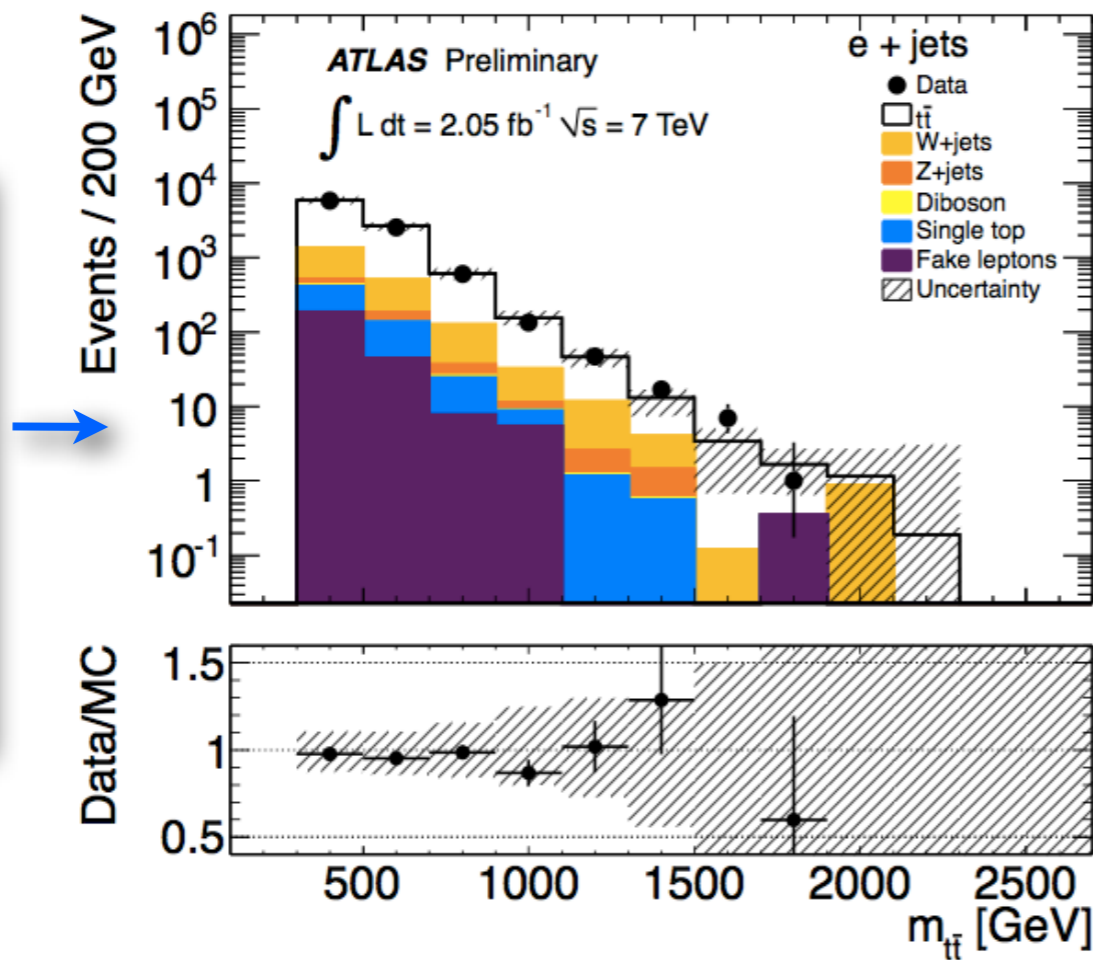 Events / 200 GeV
10⁶
10⁵
10⁴
10³
10²
10
1
10⁻¹
ATLAS Preliminary
∫ L dt = 2.05 fb⁻¹ √s = 7 TeV
e + jets
Data
tt̄
W+jets
Z+jets
Diboson
Single top
Fake leptons
Uncertainty
Data/MC
1.5
1
0.5
500 1000 1500 2000 2500
m_tt̄ [GeV]